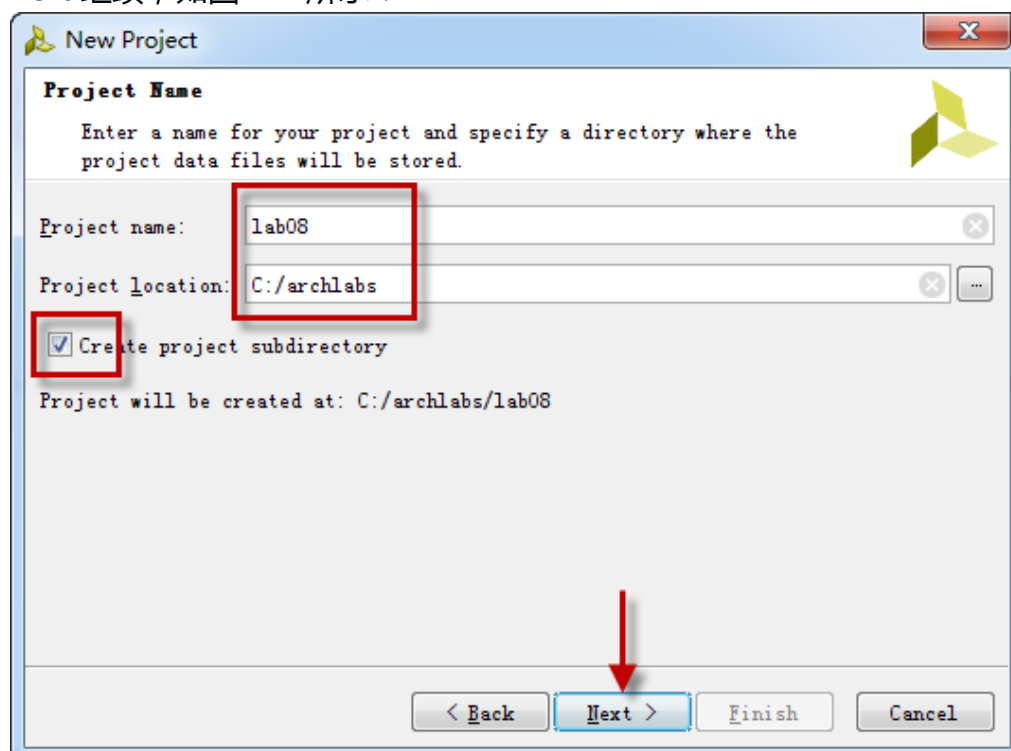 New Project
Project Name
Enter a name for your project and specify a directory where the
project data files will be stored.
Project name: lab08
Project location: C:/archlabs ...
Create project subdirectory
Project will be created at: C:/archlabs/lab08
< Back Next > Finish Cancel